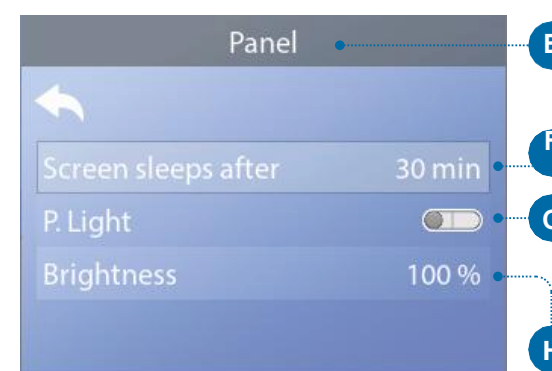 Panel
E
Screen sleeps after 30 min
F
P. Light
Brightness 100 %
H